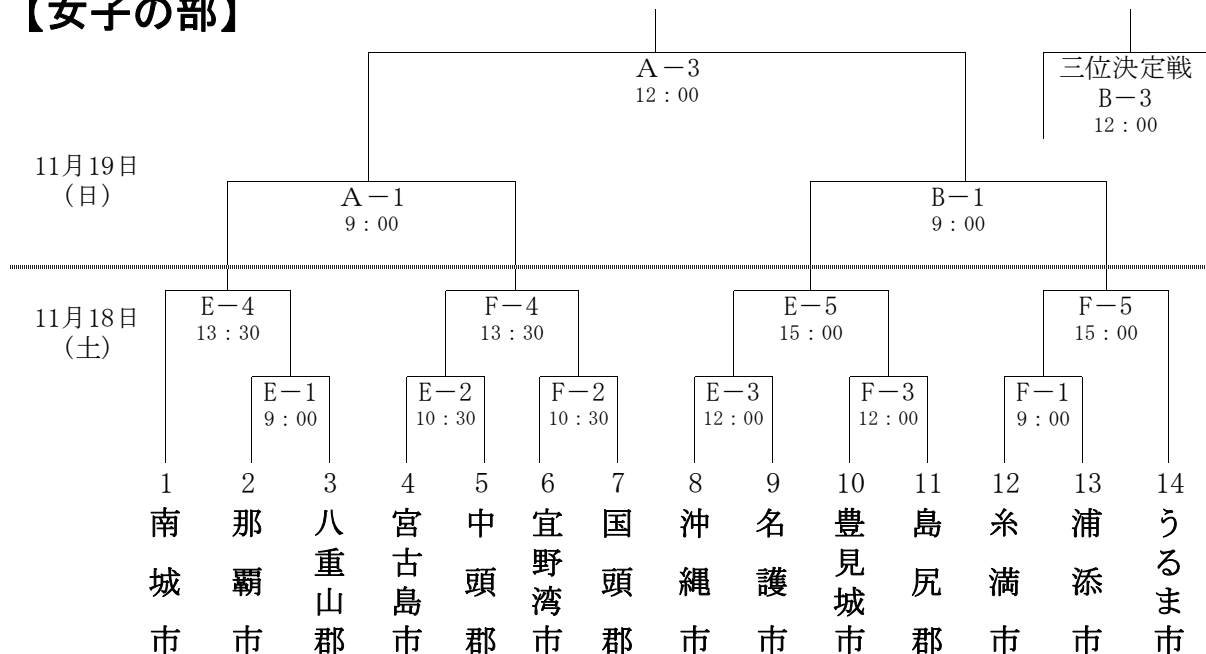 【女子の部】
A－3
12：00
三位決定戦
B－3
12：00
11月19日
（日）
A－1
9：00
B－1
9：00
11月18日
（土）
E－4
13：30
F－4
13：30
E－5
15：00
F－5
15：00
E－1
9：00
E－2
10：30
F－2
10：30
E－3
12：00
F－3
12：00
F－1
9：00
1
南城市
2
那覇市
3
八重山郡
4
宮古島市
5
中頭郡
6
宜野湾市
7
国頭郡
8
沖縄市
9
名護市
10
豊見城市
11
島尻郡
12
糸満市
13
浦添市
14
うるま市